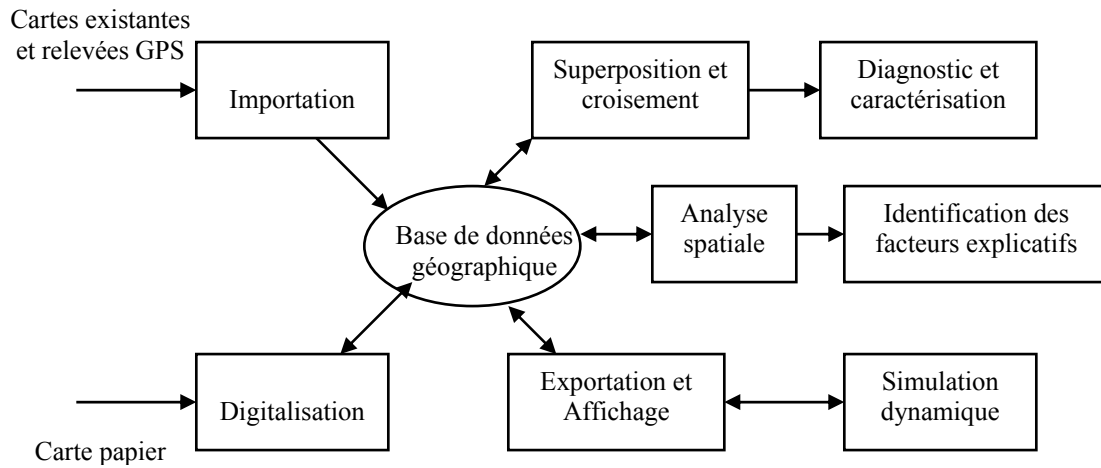 Cartes existantes
et relevées GPS
Importation
Superposition et
croisement
Diagnostic et
caractérisation
Base de données
géographique
Analyse
spatiale
Identification des
facteurs explicatifs
Digitalisation
Carte papier
Exportation et
Affichage
Simulation
dynamique